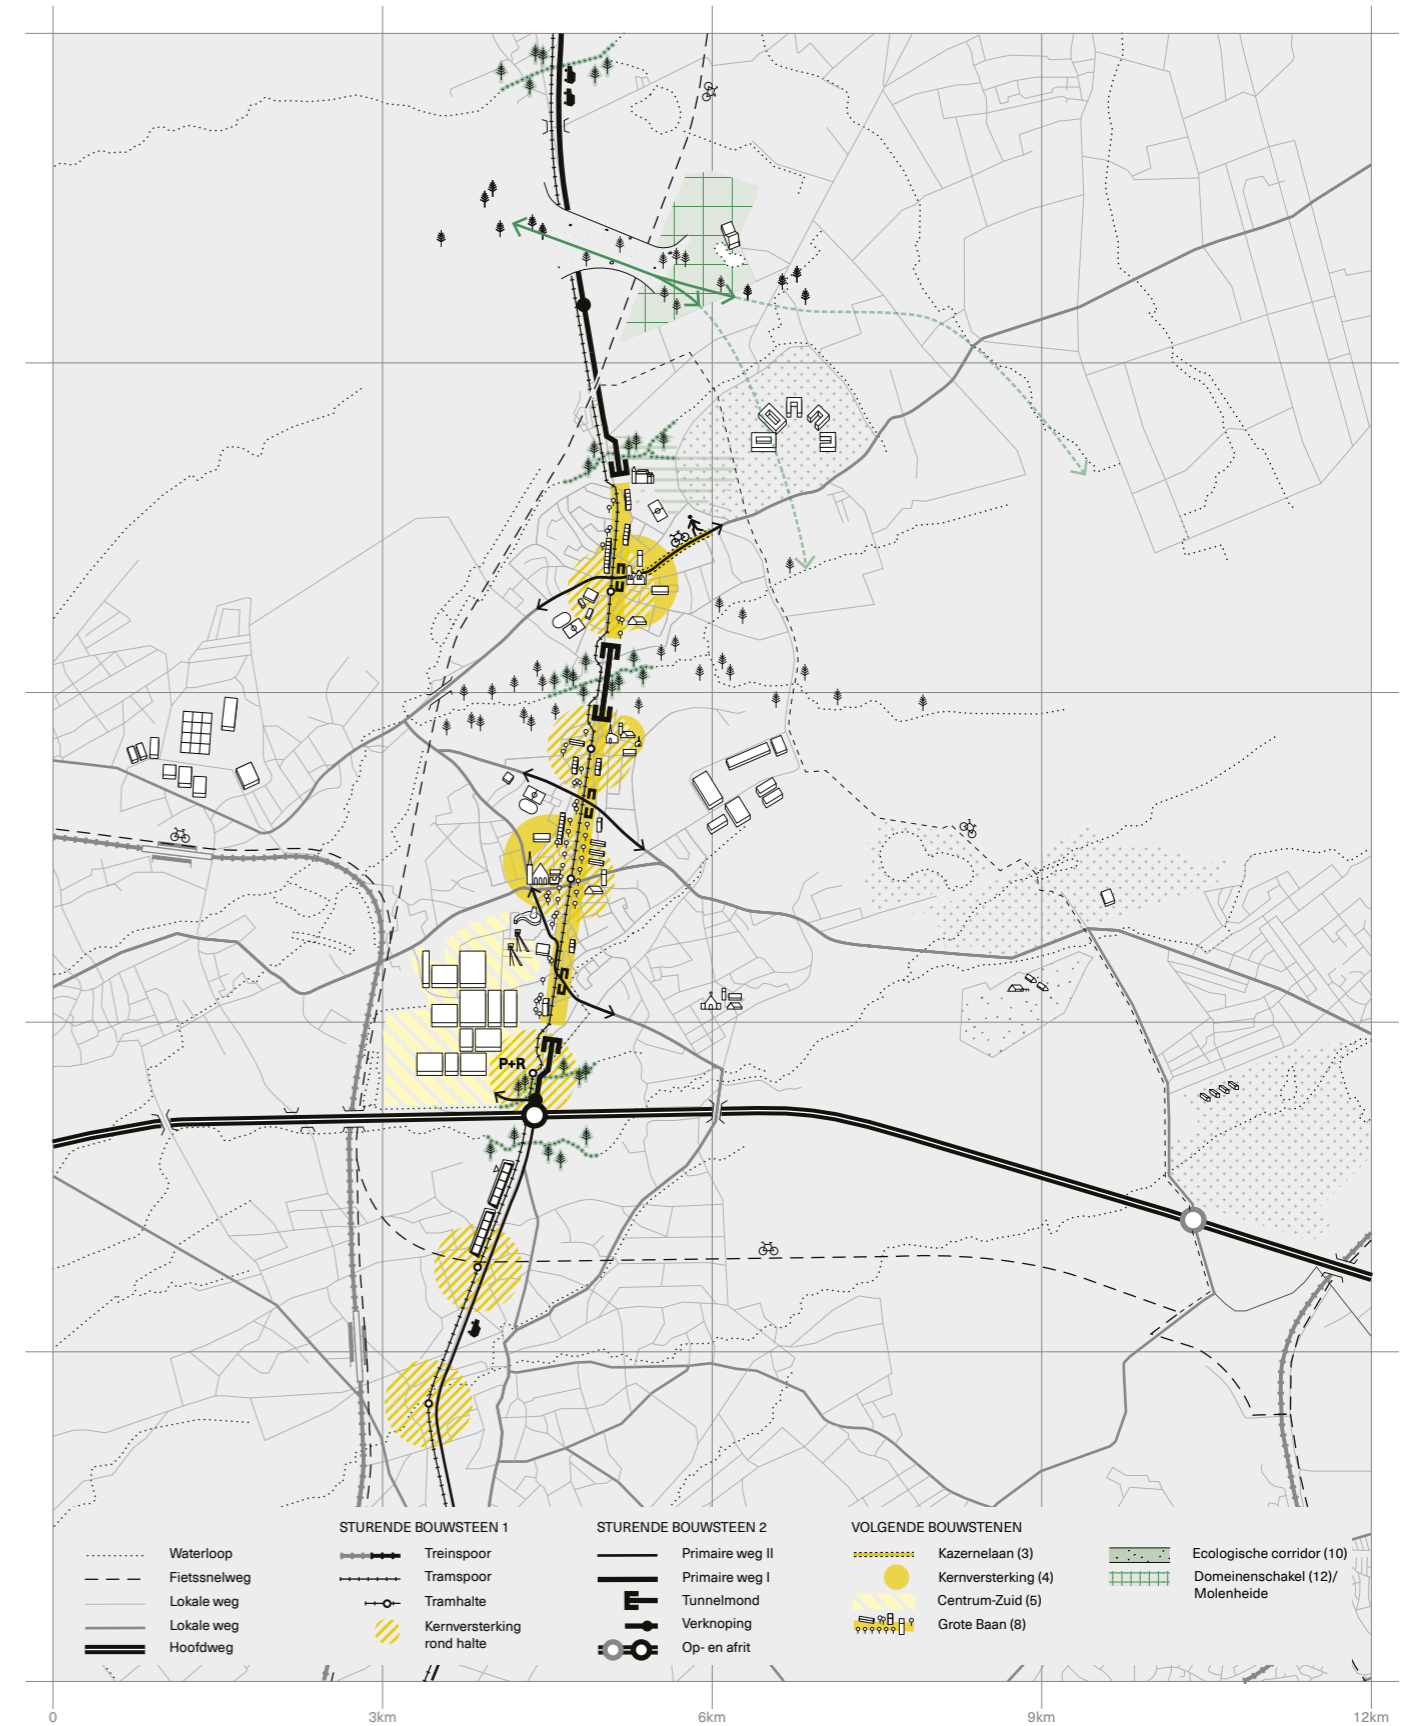 P+R
STURENDE BOUWSTEEN 1
STURENDE BOUWSTEEN 2
VOLGENDE BOUWSTENEN
Waterloop
Fietssnelweg
Lokale weg
Lokale weg
Hoofdweg
Treinspoor
Tramspoor
Tramhalte
Kernversterking
rond halte
Primaire weg II
Primaire weg I
Tunnelmond
Verknoping
Op- en afrit
Kazernelaan (3)
Kernversterking (4)
Centrum-Zuid (5)
Grote Baan (8)
Ecologische corridor (10)
Domeinenschakel (12)/
Molenheide
0
3km
6km
9km
12km